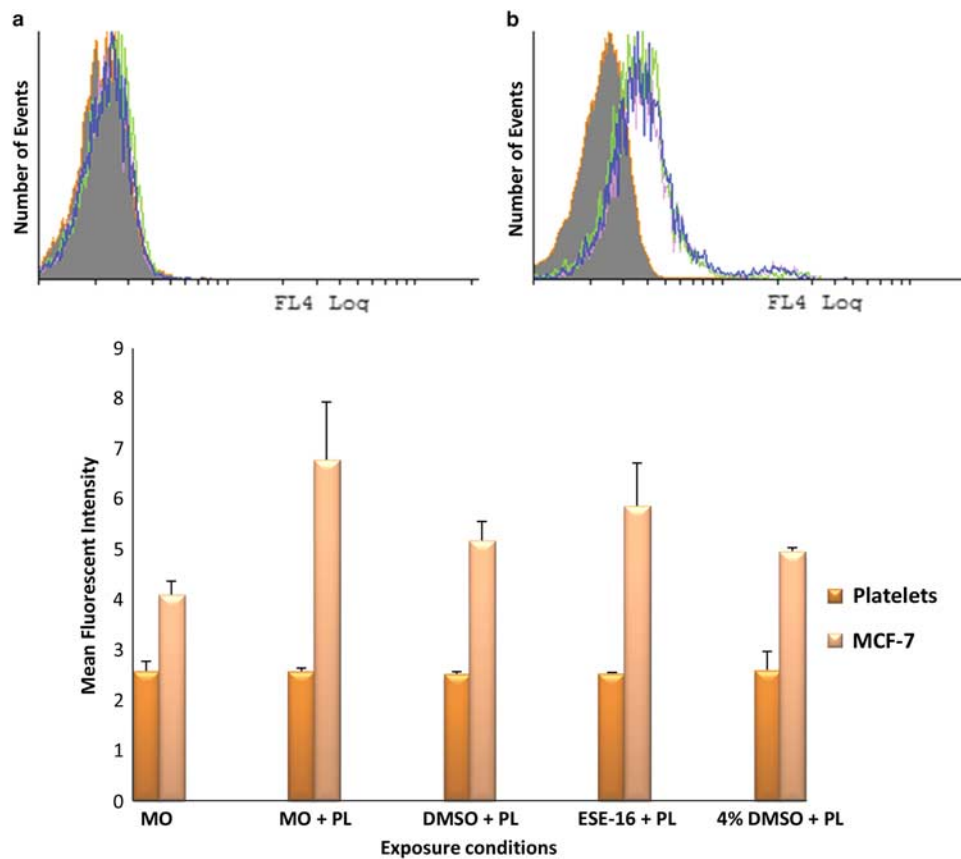 a
b
Number of Events
Number of Events
FL4 Log
FL4 Log
9
8
7
6
5
4
3
2
1
0
Mean Fluorescent Intensity
Platelets
MCF-7
MO
MO + PL
DMSO + PL
ESE-16 + PL
4% DMSO + PL
Exposure conditions